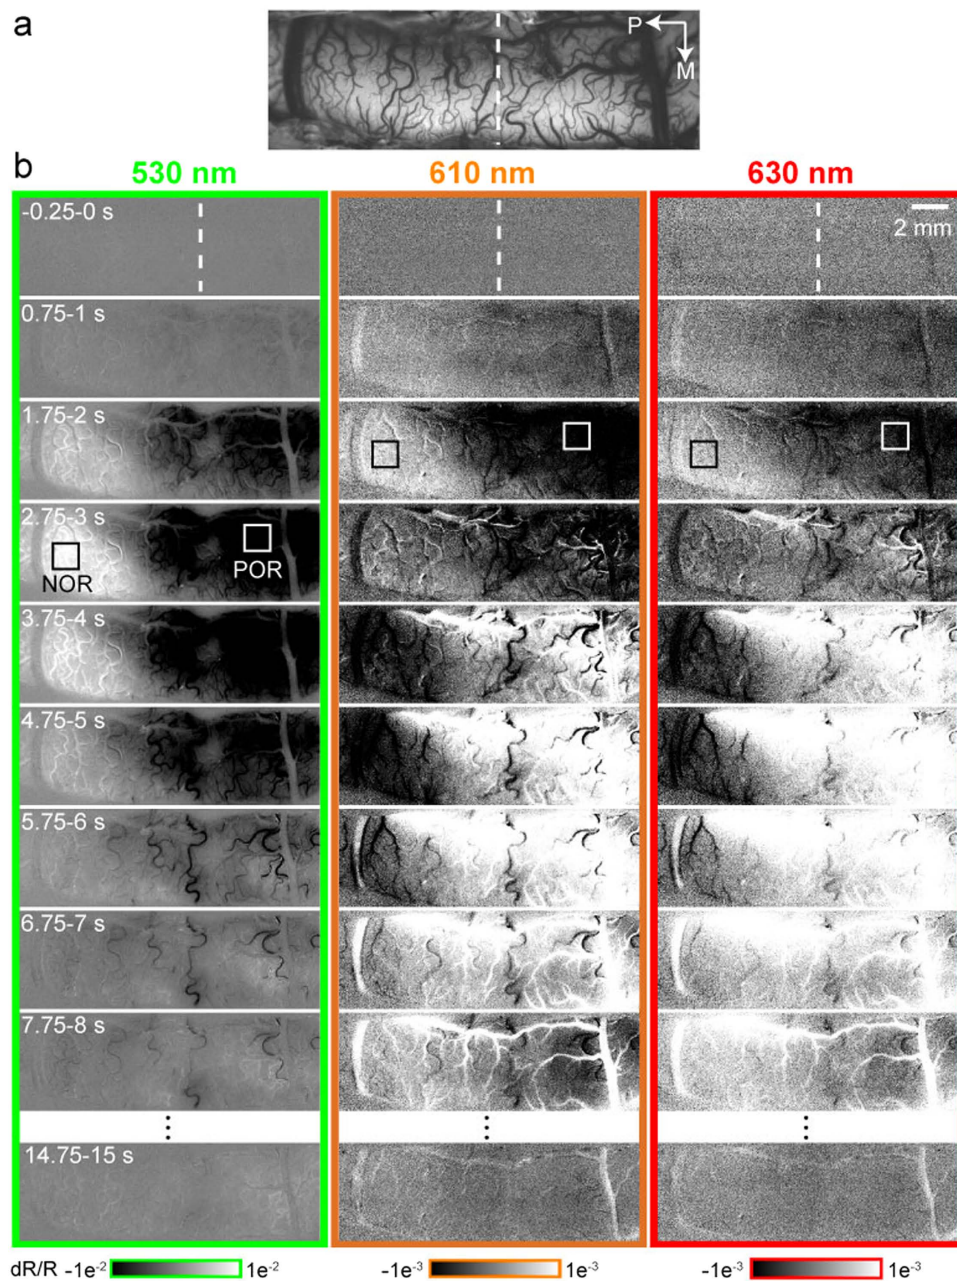 a
P
M
b
530 nm
610 nm
630 nm
-0.25-0 s
2 mm
0.75-1 s
1.75-2 s
2.75-3 s
NOR
POR
3.75-4 s
4.75-5 s
5.75-6 s
6.75-7 s
7.75-8 s
14.75-15 s
dR/R -1e⁻² 1e⁻² -1e⁻³ 1e⁻³ -1e⁻³ 1e⁻³